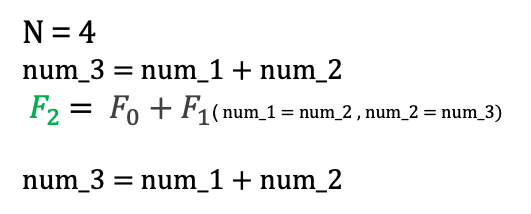 N = 4
num_3 = num_1 + num_2
F₂ = F₀ + F₁( num_1 = num_2 , num_2 = num_3)
num_3 = num_1 + num_2